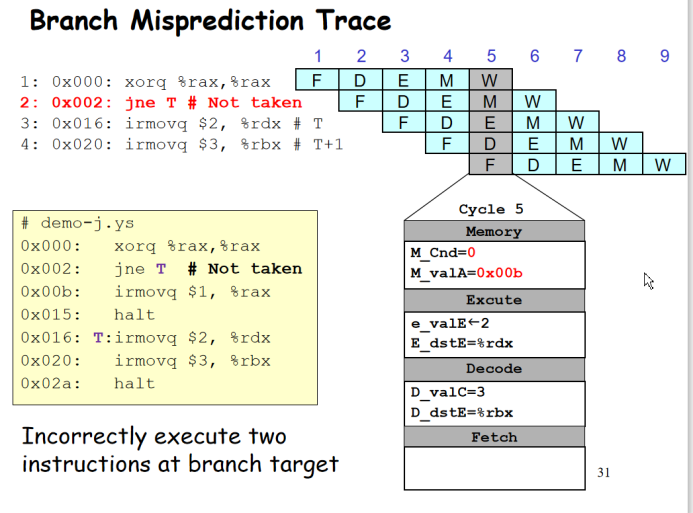 Branch Misprediction Trace
1 2 3 4 5 6 7 8 9
1: 0x000: xorq %rax,%rax F D E M W
2: 0x002: jne T # Not taken F D E M W
3: 0x016: irmovq $2, %rdx # T F D E M W
4: 0x020: irmovq $3, %rbx # T+1 F D E M W
F D E M W
# demo-j.ys
0x000: xorq %rax,%rax
0x002: jne T # Not taken
0x00b: irmovq $1, %rax
0x015: halt
0x016: T:irmovq $2, %rdx
0x020: irmovq $3, %rbx
0x02a: halt
Incorrectly execute two
instructions at branch target
Cycle 5
Memory
M_Cnd=0
M_valA=0x00b
Excute
e_valE←2
E_dstE=%rdx
Decode
D_valC=3
D_dstE=%rbx
Fetch
31